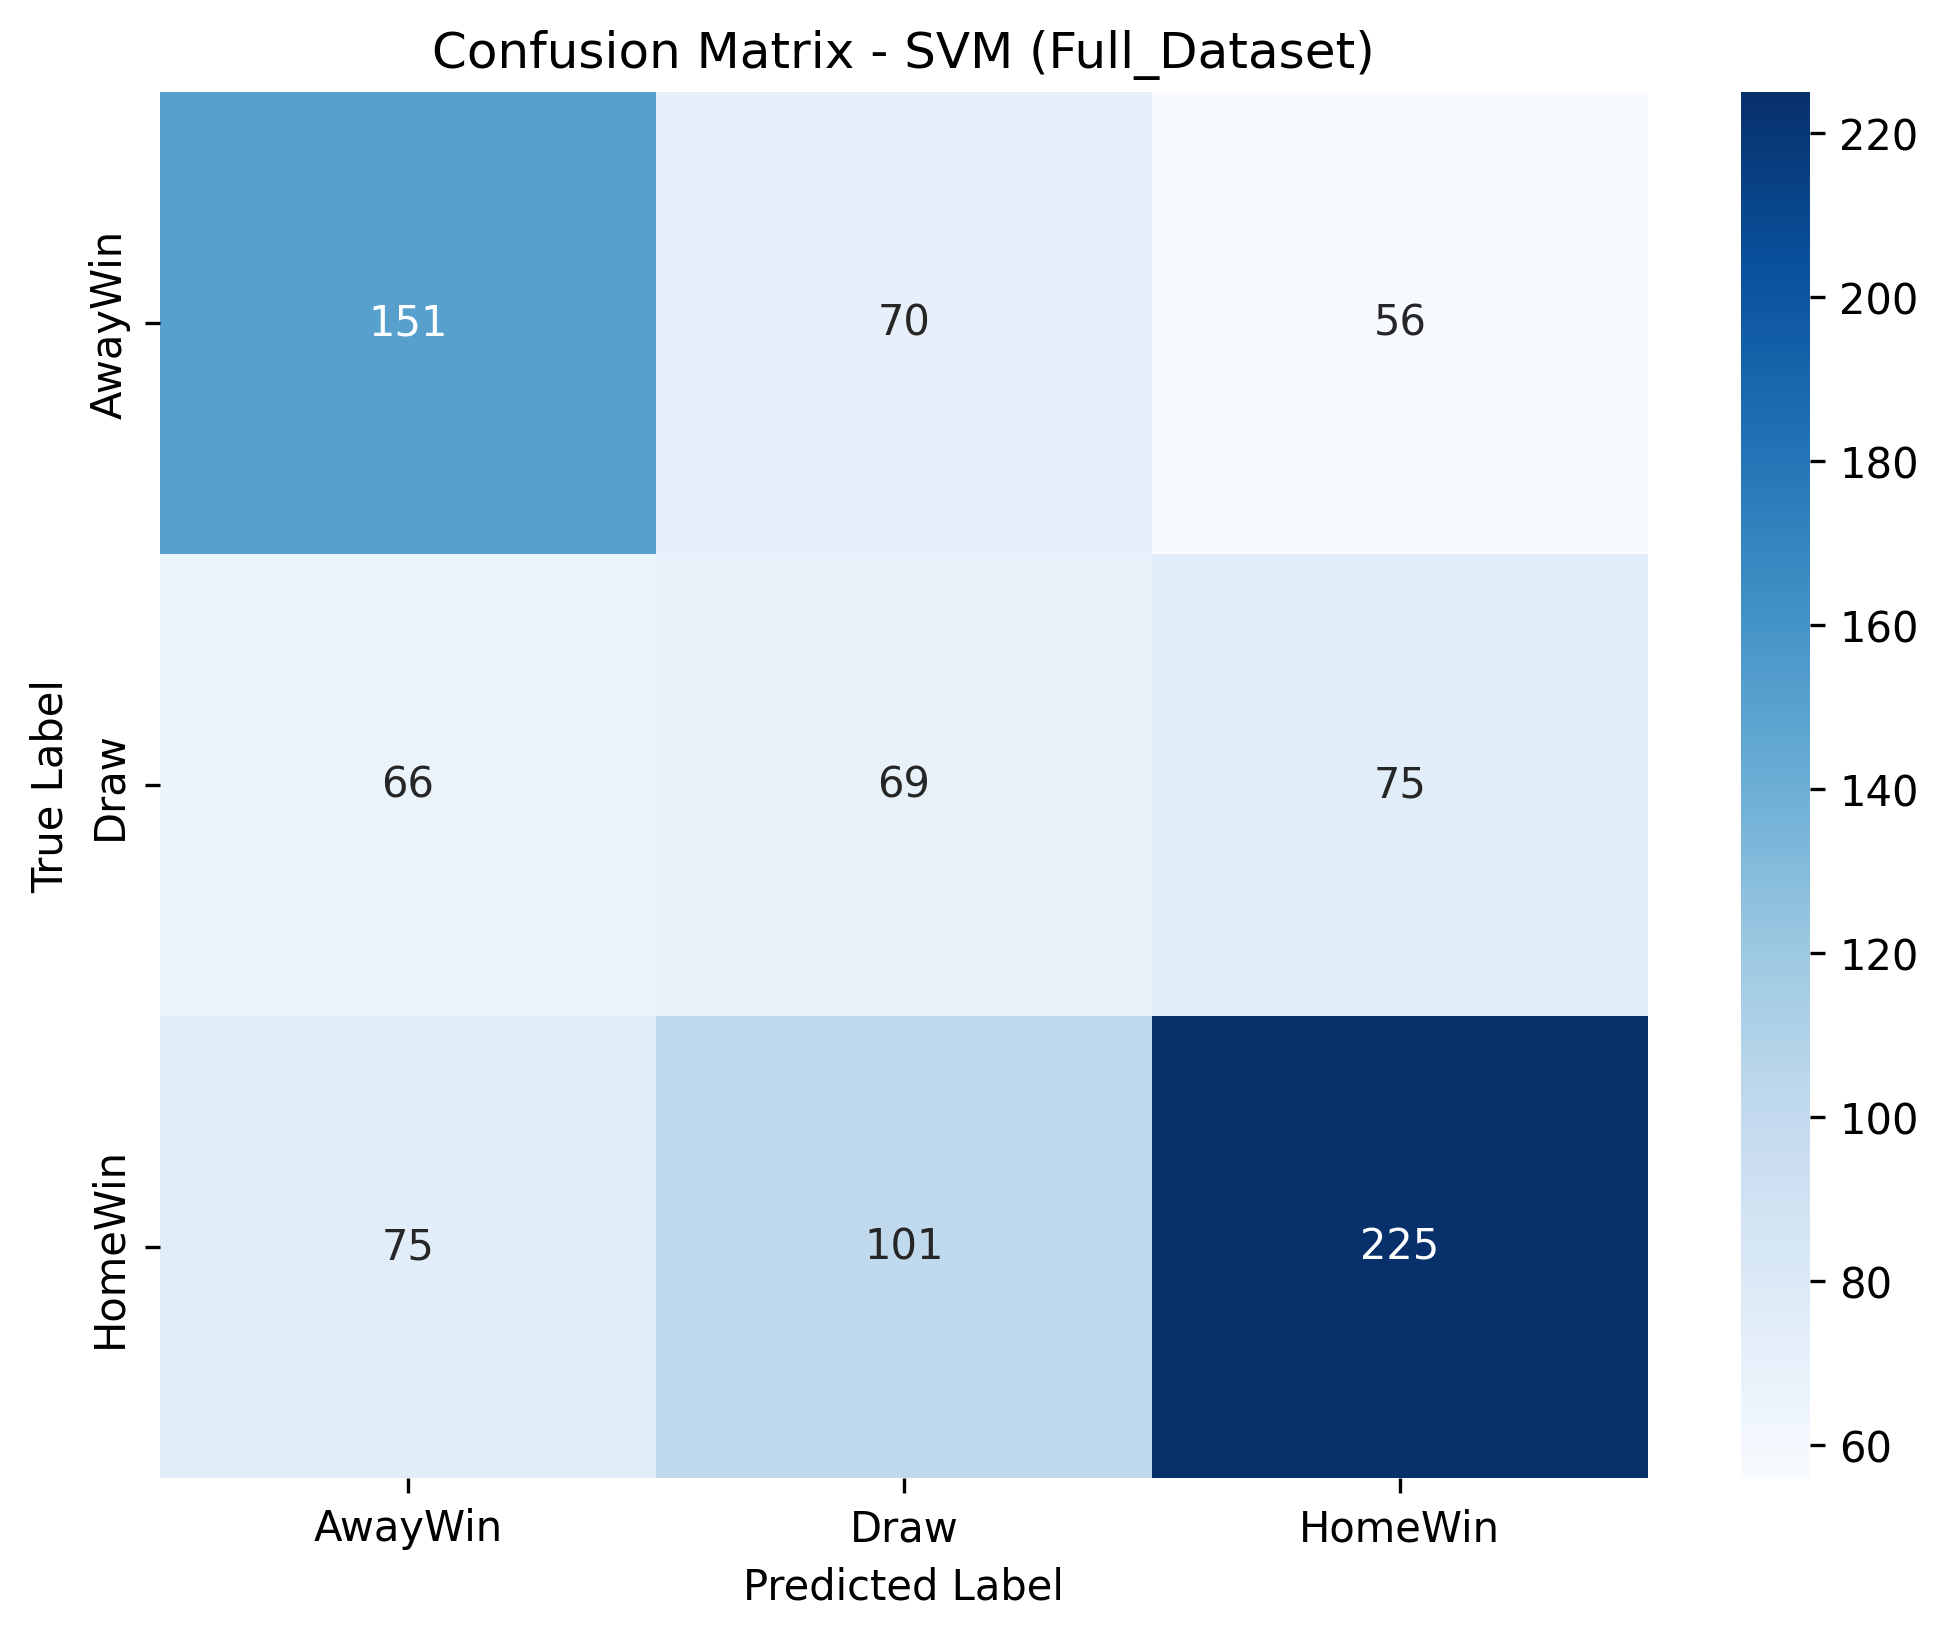 Confusion Matrix - SVM (Full_Dataset)
AwayWin
151
70
56
220
200
180
160
140
120
100
80
60
True Label
Draw
66
69
75
HomeWin
75
101
225
AwayWin
Draw
HomeWin
Predicted Label